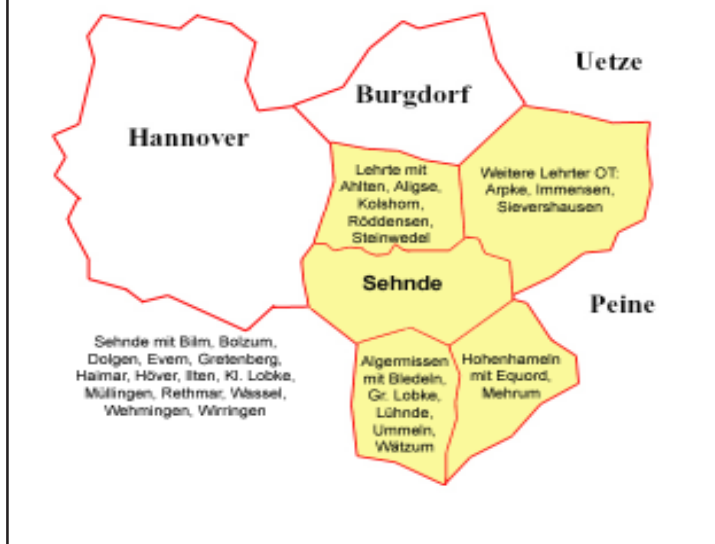 Uetze
Burgdorf
Hannover
Lehrte mit
Ahlten, Aligse,
Kolshorn,
Röddensen,
Steinwedel
Weitere Lehrter OT:
Arpke, Immensen,
Sievershausen
Sehnde
Peine
Sehnde mit Bilm, Bolzum,
Dolgen, Evern, Gretenberg,
Haimar, Höver, Ilten, Kl. Lobke,
Müllingen, Rethmar, Wassel,
Wehmingen, Wirringen
Algermissen
mit Bledeln,
Gr. Lobke,
Lühnde,
Ummeln,
Wätzum
Hohenhameln
mit Equord,
Mehrum